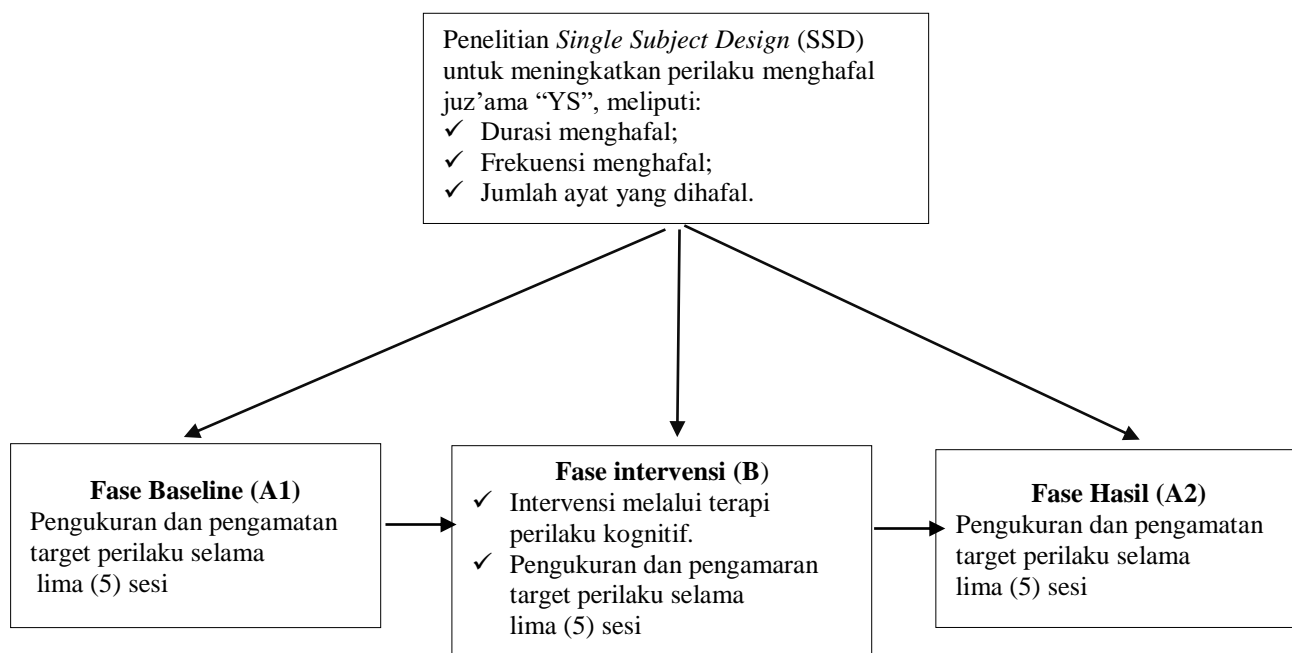 Penelitian Single Subject Design (SSD)
untuk meningkatkan perilaku menghafal
juz’ama “YS”, meliputi:
✓ Durasi menghafal;
✓ Frekuensi menghafal;
✓ Jumlah ayat yang dihafal.
Fase Baseline (A1)
Pengukuran dan pengamatan
target perilaku selama
lima (5) sesi
Fase intervensi (B)
✓ Intervensi melalui terapi
perilaku kognitif.
✓ Pengukuran dan pengamaran
target perilaku selama
lima (5) sesi
Fase Hasil (A2)
Pengukuran dan pengamatan
target perilaku selama
lima (5) sesi